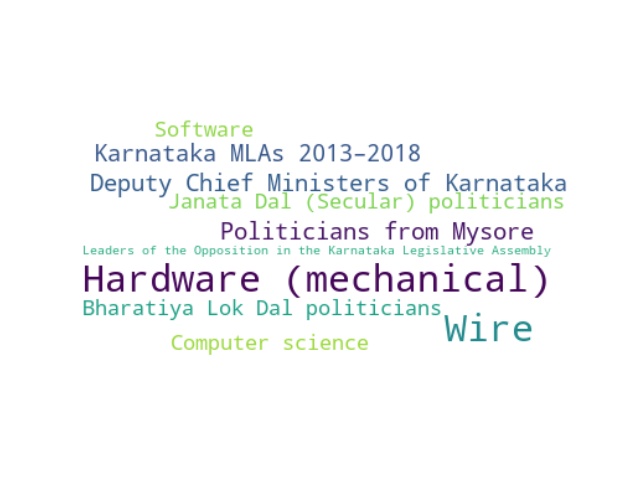 Software
Karnataka MLAs 2013–2018
Deputy Chief Ministers of Karnataka
Janata Dal (Secular) politicians
Politicians from Mysore
Leaders of the Opposition in the Karnataka Legislative Assembly
Hardware (mechanical)
Bharatiya Lok Dal politicians
Wire
Computer science